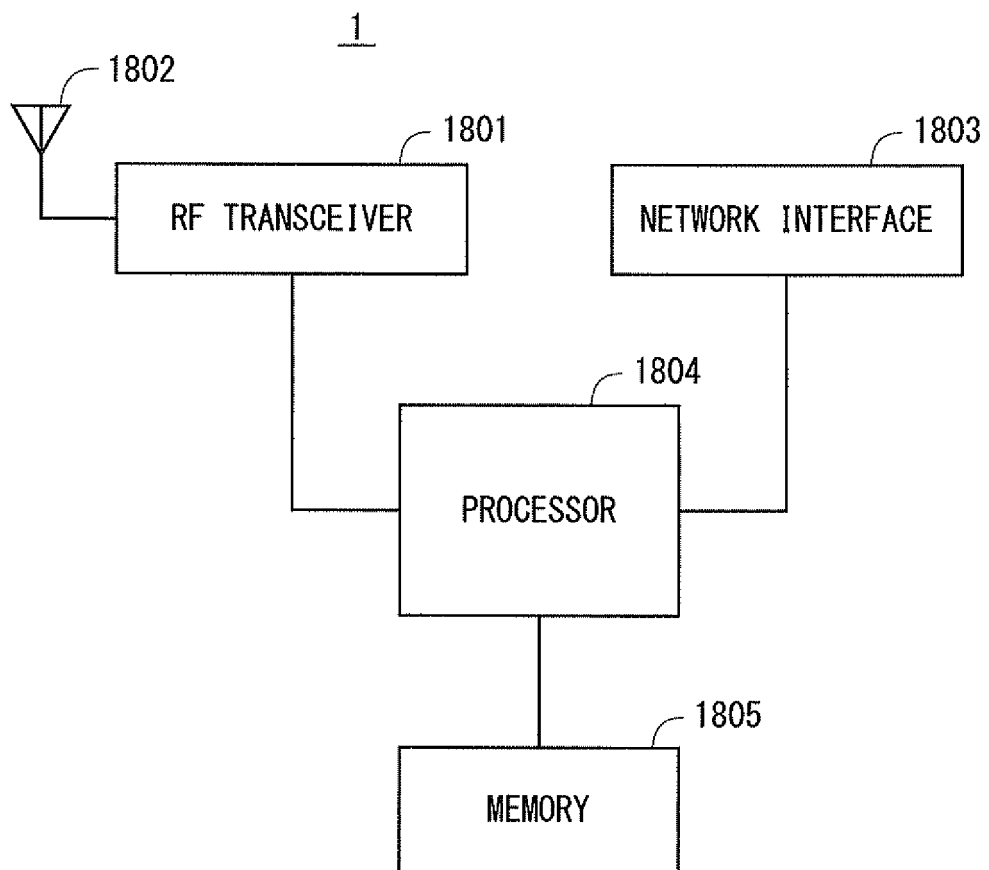 1
1802
1801
1803
RF TRANSCEIVER
NETWORK INTERFACE
1804
PROCESSOR
1805
MEMORY